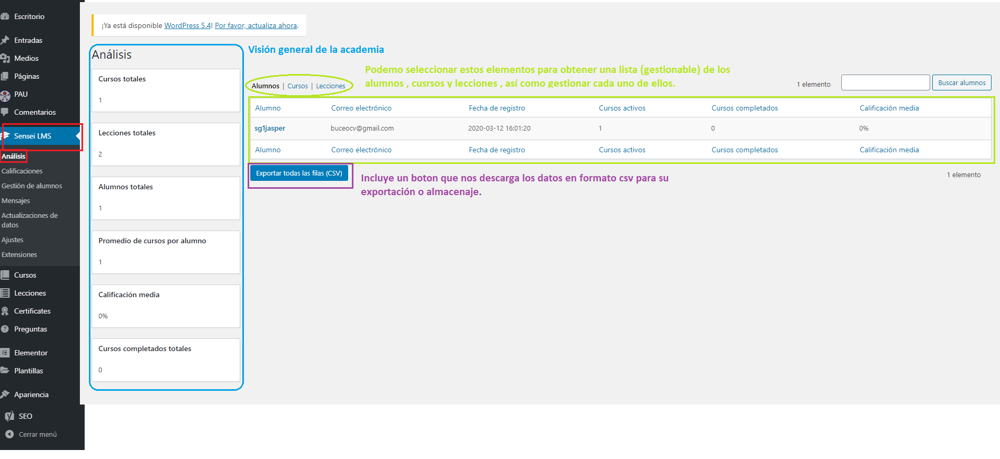 Escritorio
Entradas
Medios
Páginas
PAU
Comentarios
Sensei LMS
Análisis
Calificaciones
Gestión de alumnos
Mensajes
Actualizaciones de
datos
Ajustes
Extensiones
Cursos
Lecciones
Certificates
Preguntas
Elementor
Plantillas
Apariencia
SEO
Cerrar menú
¡Ya está disponible WordPress 5.4! Por favor, actualiza ahora.
Análisis
Cursos totales
1
Lecciones totales
2
Alumnos totales
1
Promedio de cursos por alumno
1
Calificación media
0%
Cursos completados totales
0
Visión general de la academia
Podemo seleccionar estos elementos para obtener una lista (gestionable) de los
alumnos , cusrsos y lecciones , así como gestionar cada uno de ellos.
Alumnos | Cursos | Lecciones
1 elemento
Buscar alumnos
Alumno Correo electrónico Fecha de registro Cursos activos Cursos completados Calificación media
sg1jasper buceocv@gmail.com 2020-03-12 16:01:20 1 0 0%
Alumno Correo electrónico Fecha de registro Cursos activos Cursos completados Calificación media
Exportar todas las filas (CSV)
1 elemento
Incluye un boton que nos descarga los datos en formato csv para su
exportación o almacenaje.